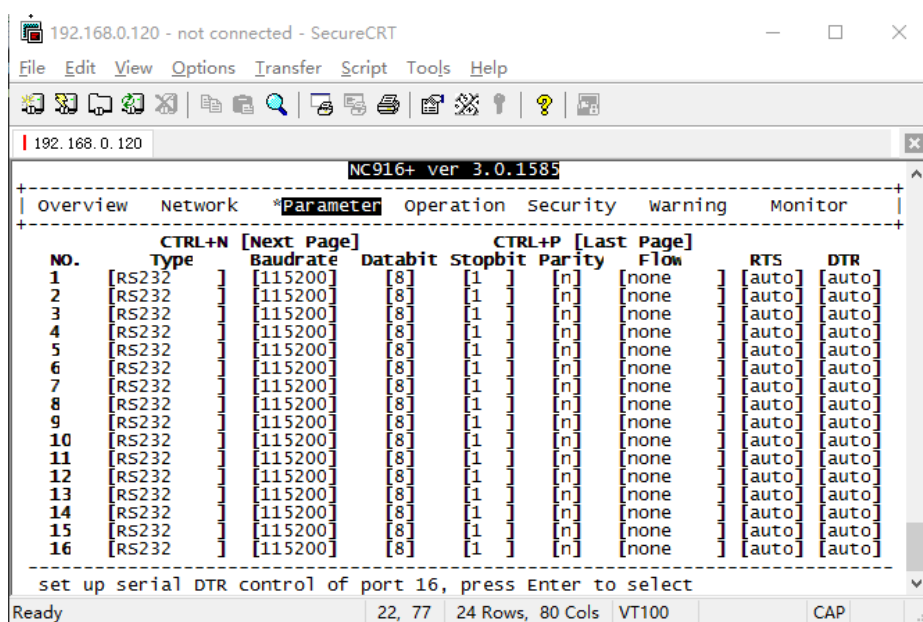 192.168.0.120 - not connected - SecureCRT
File Edit View Options Transfer Script Tools Help
192.168.0.120
NC916+ ver 3.0.1585
Overview Network *Parameter Operation Security Warning Monitor
CTRL+N [Next Page] CTRL+P [Last Page]
NO. Type Baudrate Databit Stopbit Parity Flow RTS DTR
1 [RS232 ] [115200] [8] [1 ] [n] [none ] [auto] [auto]
2 [RS232 ] [115200] [8] [1 ] [n] [none ] [auto] [auto]
3 [RS232 ] [115200] [8] [1 ] [n] [none ] [auto] [auto]
4 [RS232 ] [115200] [8] [1 ] [n] [none ] [auto] [auto]
5 [RS232 ] [115200] [8] [1 ] [n] [none ] [auto] [auto]
6 [RS232 ] [115200] [8] [1 ] [n] [none ] [auto] [auto]
7 [RS232 ] [115200] [8] [1 ] [n] [none ] [auto] [auto]
8 [RS232 ] [115200] [8] [1 ] [n] [none ] [auto] [auto]
9 [RS232 ] [115200] [8] [1 ] [n] [none ] [auto] [auto]
10 [RS232 ] [115200] [8] [1 ] [n] [none ] [auto] [auto]
11 [RS232 ] [115200] [8] [1 ] [n] [none ] [auto] [auto]
12 [RS232 ] [115200] [8] [1 ] [n] [none ] [auto] [auto]
13 [RS232 ] [115200] [8] [1 ] [n] [none ] [auto] [auto]
14 [RS232 ] [115200] [8] [1 ] [n] [none ] [auto] [auto]
15 [RS232 ] [115200] [8] [1 ] [n] [none ] [auto] [auto]
16 [RS232 ] [115200] [8] [1 ] [n] [none ] [auto] [auto]
set up serial DTR control of port 16, press Enter to select
Ready 22, 77 24 Rows, 80 Cols VT100 CAP